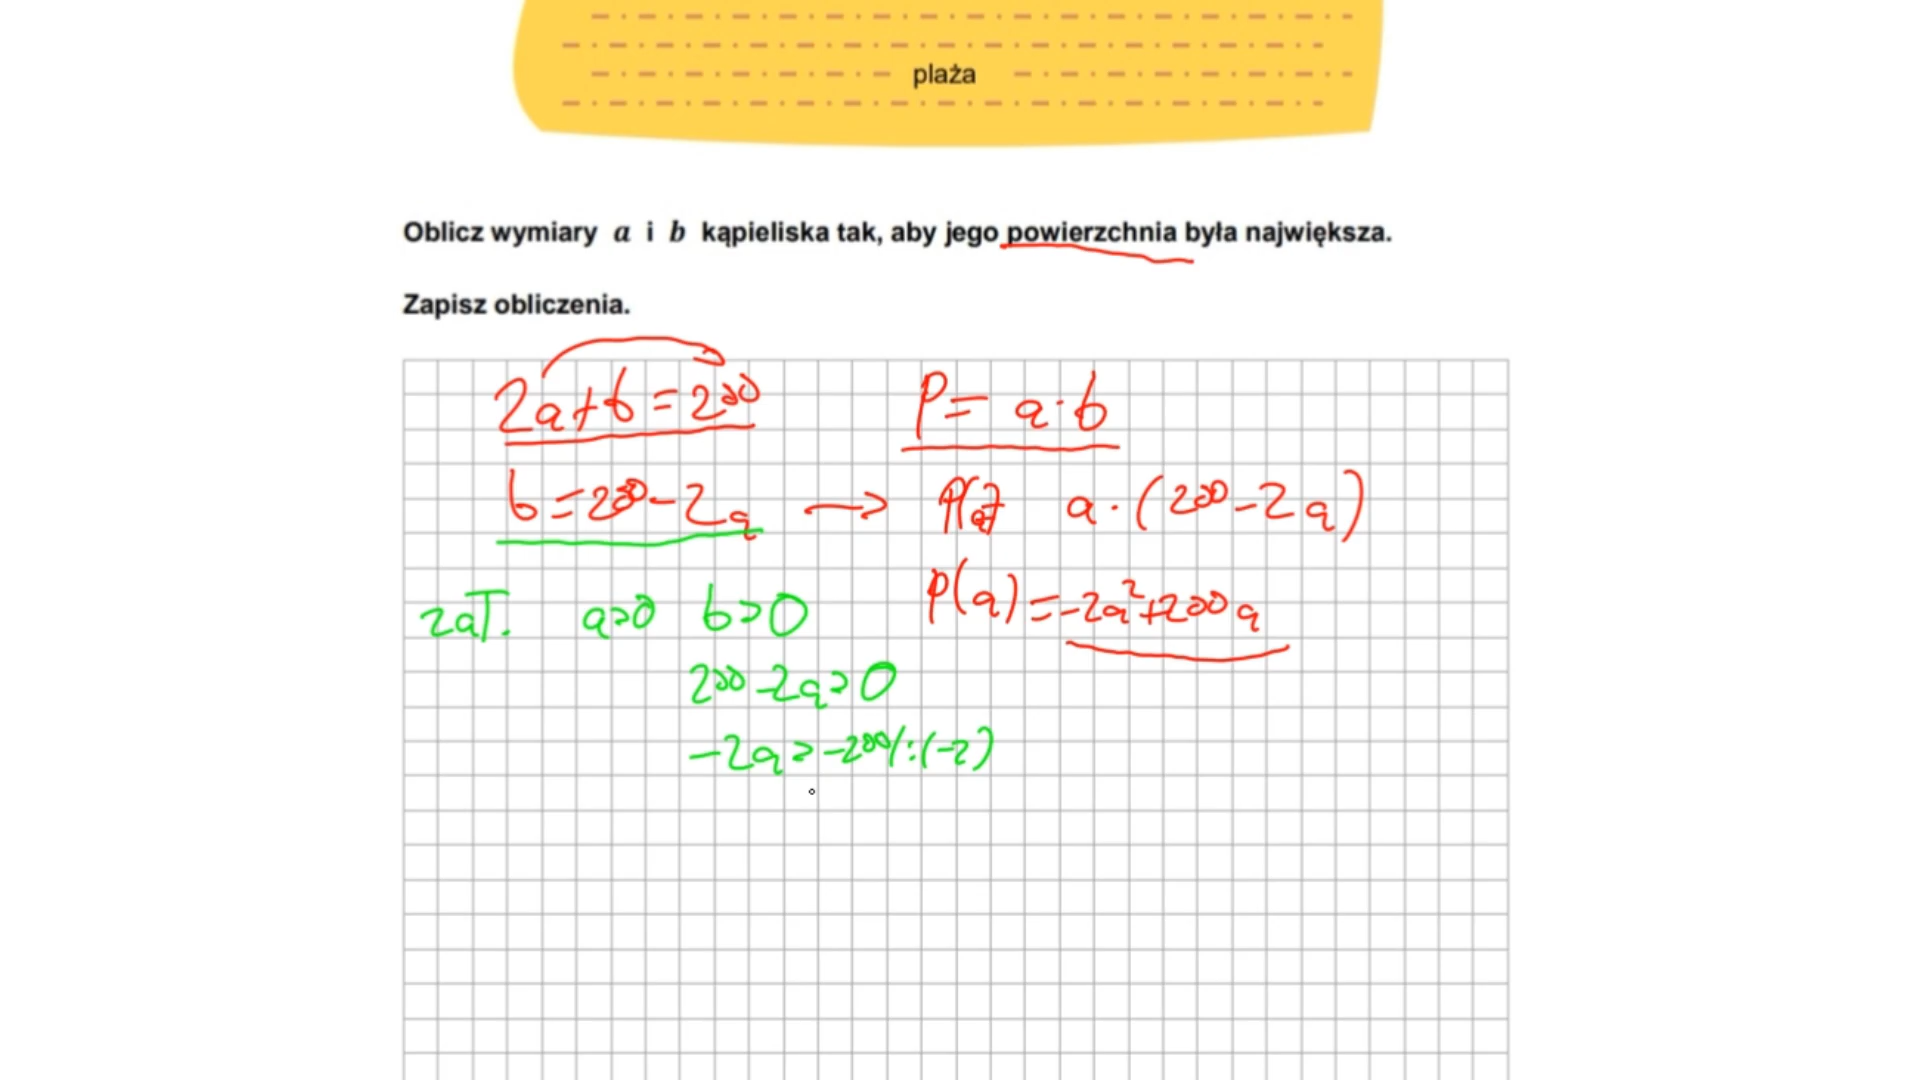 plaża
Oblicz wymiary a i b kąpieliska tak, aby jego powierzchnia była największa.
Zapisz obliczenia.
2a+b=200 P= a·b
b=200-2a → P(a)= a·(200-2a)
P(a)=-2a²+200a
zał. a>0 b>0
200-2a>0
-2a>-200/:(-2)